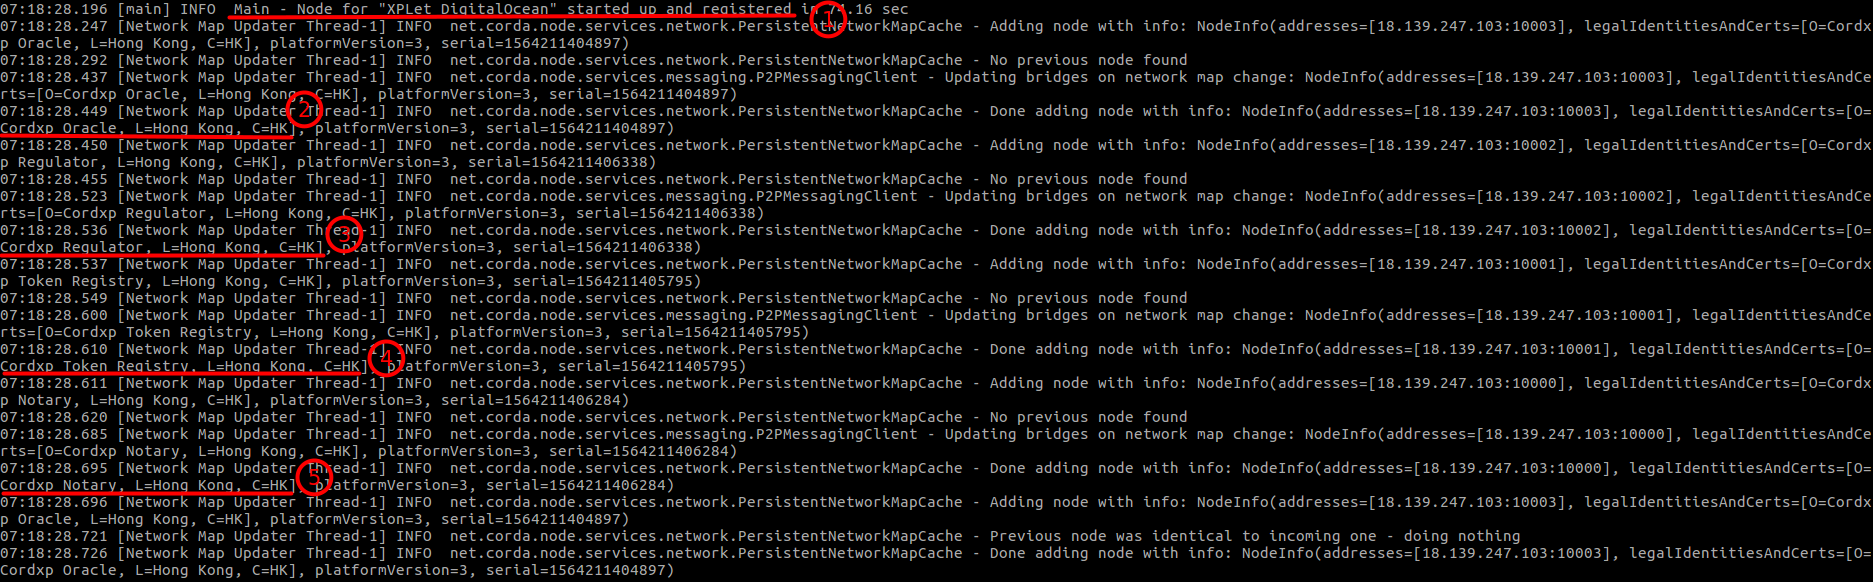 07:18:28.196 [main] INFO  Main - Node for "XPLet DigitalOcean" started up and registered in 74.16 sec
07:18:28.247 [Network Map Updater Thread-1] INFO  net.corda.node.services.network.PersistentNetworkMapCache - Adding node with info: NodeInfo(addresses=[18.139.247.103:10003], legalIdentitiesAndCerts=[O=Cordx
p Oracle, L=Hong Kong, C=HK], platformVersion=3, serial=1564211404897)
07:18:28.292 [Network Map Updater Thread-1] INFO  net.corda.node.services.network.PersistentNetworkMapCache - No previous node found
07:18:28.437 [Network Map Updater Thread-1] INFO  net.corda.node.services.messaging.P2PMessagingClient - Updating bridges on network map change: NodeInfo(addresses=[18.139.247.103:10003], legalIdentitiesAndCe
rts=[O=Cordxp Oracle, L=Hong Kong, C=HK], platformVersion=3, serial=1564211404897)
07:18:28.449 [Network Map Updater Thread-1] INFO  net.corda.node.services.network.PersistentNetworkMapCache - Done adding node with info: NodeInfo(addresses=[18.139.247.103:10003], legalIdentitiesAndCerts=[O=
Cordxp Oracle, L=Hong Kong, C=HK], platformVersion=3, serial=1564211404897)
07:18:28.450 [Network Map Updater Thread-1] INFO  net.corda.node.services.network.PersistentNetworkMapCache - Adding node with info: NodeInfo(addresses=[18.139.247.103:10002], legalIdentitiesAndCerts=[O=Cordx
p Regulator, L=Hong Kong, C=HK], platformVersion=3, serial=1564211406338)
07:18:28.455 [Network Map Updater Thread-1] INFO  net.corda.node.services.network.PersistentNetworkMapCache - No previous node found
07:18:28.523 [Network Map Updater Thread-1] INFO  net.corda.node.services.messaging.P2PMessagingClient - Updating bridges on network map change: NodeInfo(addresses=[18.139.247.103:10002], legalIdentitiesAndCe
rts=[O=Cordxp Regulator, L=Hong Kong, C=HK], platformVersion=3, serial=1564211406338)
07:18:28.536 [Network Map Updater Thread-1] INFO  net.corda.node.services.network.PersistentNetworkMapCache - Done adding node with info: NodeInfo(addresses=[18.139.247.103:10002], legalIdentitiesAndCerts=[O=
Cordxp Regulator, L=Hong Kong, C=HK], platformVersion=3, serial=1564211406338)
07:18:28.537 [Network Map Updater Thread-1] INFO  net.corda.node.services.network.PersistentNetworkMapCache - Adding node with info: NodeInfo(addresses=[18.139.247.103:10001], legalIdentitiesAndCerts=[O=Cordx
p Token Registry, L=Hong Kong, C=HK], platformVersion=3, serial=1564211405795)
07:18:28.549 [Network Map Updater Thread-1] INFO  net.corda.node.services.network.PersistentNetworkMapCache - No previous node found
07:18:28.600 [Network Map Updater Thread-1] INFO  net.corda.node.services.messaging.P2PMessagingClient - Updating bridges on network map change: NodeInfo(addresses=[18.139.247.103:10001], legalIdentitiesAndCe
rts=[O=Cordxp Token Registry, L=Hong Kong, C=HK], platformVersion=3, serial=1564211405795)
07:18:28.610 [Network Map Updater Thread-1] INFO  net.corda.node.services.network.PersistentNetworkMapCache - Done adding node with info: NodeInfo(addresses=[18.139.247.103:10001], legalIdentitiesAndCerts=[O=
Cordxp Token Registry, L=Hong Kong, C=HK], platformVersion=3, serial=1564211405795)
07:18:28.611 [Network Map Updater Thread-1] INFO  net.corda.node.services.network.PersistentNetworkMapCache - Adding node with info: NodeInfo(addresses=[18.139.247.103:10000], legalIdentitiesAndCerts=[O=Cordx
p Notary, L=Hong Kong, C=HK], platformVersion=3, serial=1564211406284)
07:18:28.620 [Network Map Updater Thread-1] INFO  net.corda.node.services.network.PersistentNetworkMapCache - No previous node found
07:18:28.685 [Network Map Updater Thread-1] INFO  net.corda.node.services.messaging.P2PMessagingClient - Updating bridges on network map change: NodeInfo(addresses=[18.139.247.103:10000], legalIdentitiesAndCe
rts=[O=Cordxp Notary, L=Hong Kong, C=HK], platformVersion=3, serial=1564211406284)
07:18:28.695 [Network Map Updater Thread-1] INFO  net.corda.node.services.network.PersistentNetworkMapCache - Done adding node with info: NodeInfo(addresses=[18.139.247.103:10000], legalIdentitiesAndCerts=[O=
Cordxp Notary, L=Hong Kong, C=HK], platformVersion=3, serial=1564211406284)
07:18:28.696 [Network Map Updater Thread-1] INFO  net.corda.node.services.network.PersistentNetworkMapCache - Adding node with info: NodeInfo(addresses=[18.139.247.103:10003], legalIdentitiesAndCerts=[O=Cordx
p Oracle, L=Hong Kong, C=HK], platformVersion=3, serial=1564211404897)
07:18:28.721 [Network Map Updater Thread-1] INFO  net.corda.node.services.network.PersistentNetworkMapCache - Previous node was identical to incoming one - doing nothing
07:18:28.726 [Network Map Updater Thread-1] INFO  net.corda.node.services.network.PersistentNetworkMapCache - Done adding node with info: NodeInfo(addresses=[18.139.247.103:10003], legalIdentitiesAndCerts=[O=
Cordxp Oracle, L=Hong Kong, C=HK], platformVersion=3, serial=1564211404897)
1
2
3
4
5